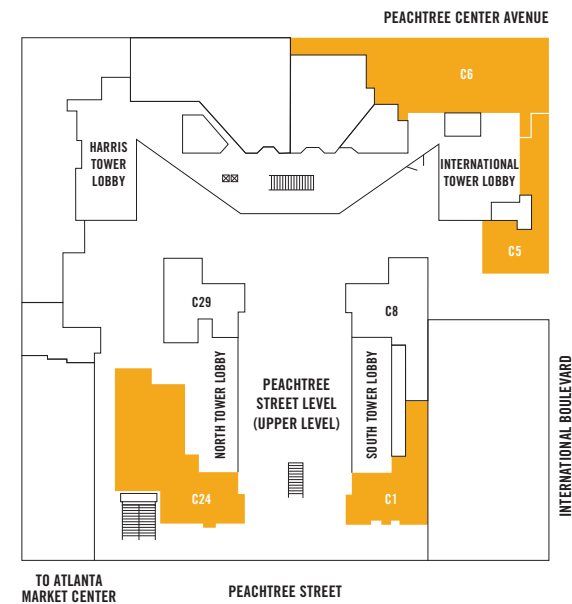 PEACHTREE CENTER AVENUE
C6
HARRIS
TOWER
LOBBY
INTERNATIONAL
TOWER LOBBY
C5
C29
C8
NORTH TOWER LOBBY
PEACHTREE
STREET LEVEL
(UPPER LEVEL)
SOUTH TOWER LOBBY
INTERNATIONAL BOULEVARD
C24
C1
TO ATLANTA
MARKET CENTER
PEACHTREE STREET